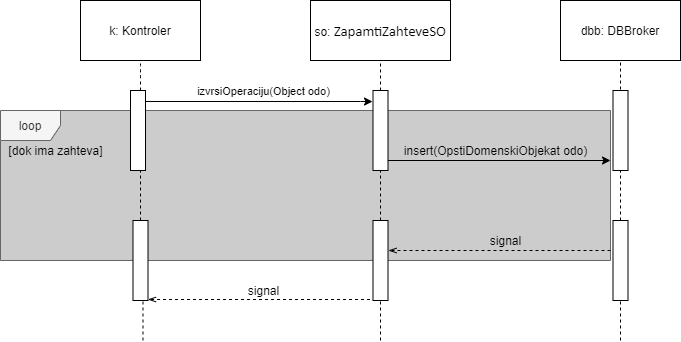 k: Kontroler
so: ZapamtiZahteveSO
dbb: DBBroker
izvrsiOperaciju(Object odo)
loop
[dok ima zahteva]
insert(OpstiDomenskiObjekat odo)
signal
signal